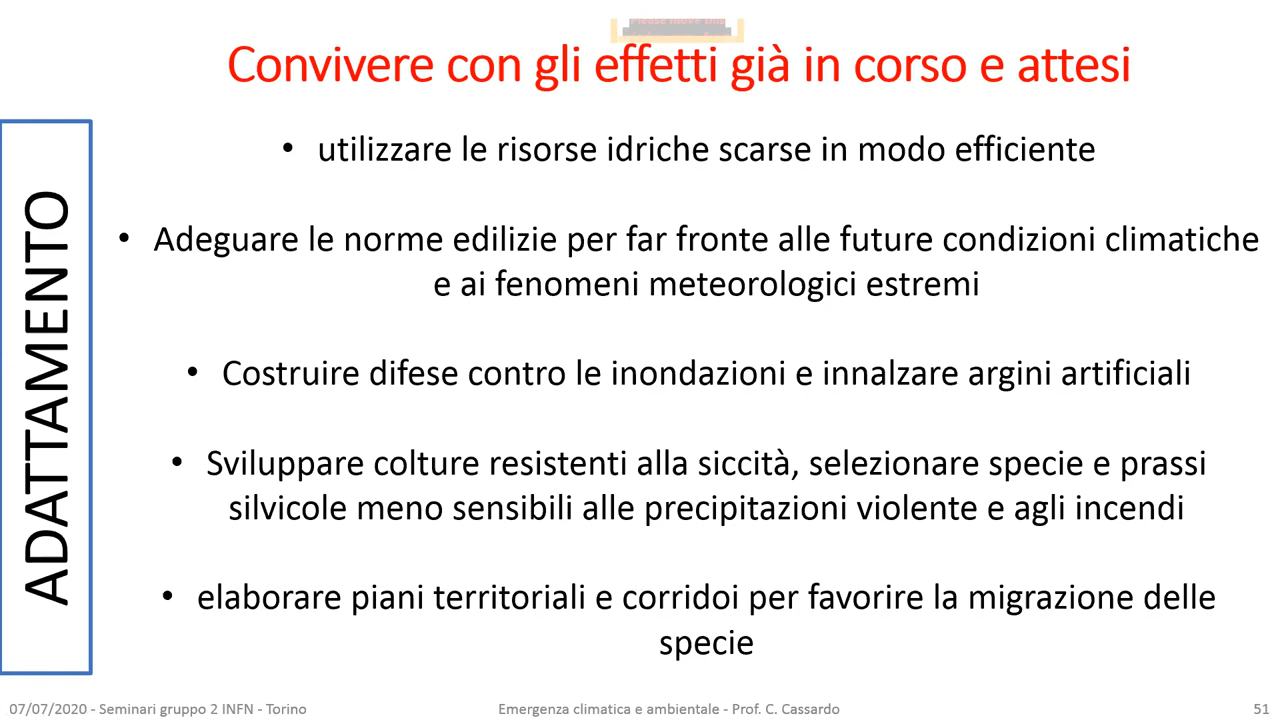 Please move this
Convivere con gli effetti già in corso e attesi
ADATTAMENTO
• utilizzare le risorse idriche scarse in modo efficiente
• Adeguare le norme edilizie per far fronte alle future condizioni climatiche
e ai fenomeni meteorologici estremi
• Costruire difese contro le inondazioni e innalzare argini artificiali
• Sviluppare colture resistenti alla siccità, selezionare specie e prassi
silvicole meno sensibili alle precipitazioni violente e agli incendi
• elaborare piani territoriali e corridoi per favorire la migrazione delle
specie
07/07/2020 - Seminari gruppo 2 INFN - Torino
Emergenza climatica e ambientale - Prof. C. Cassardo
51